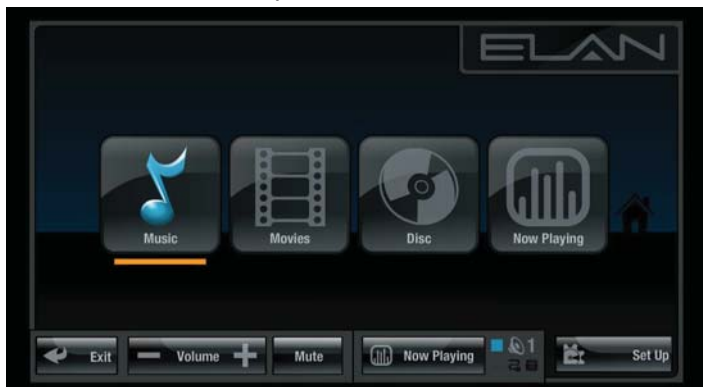 ELAN
Music Movies Disc Now Playing
Exit Volume Mute Now Playing 1 Set Up